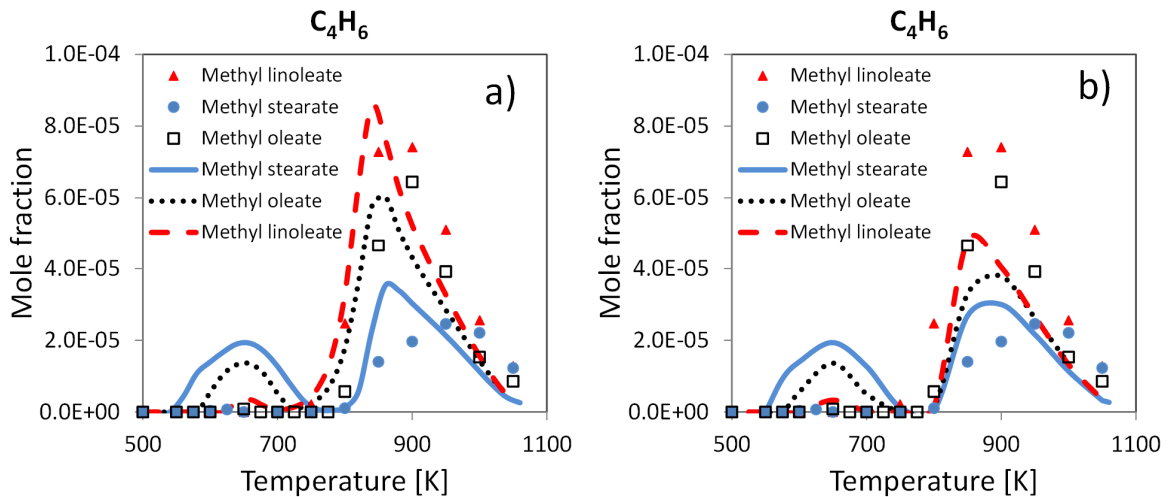 C₄H₆
1.0E-04
8.0E-05
6.0E-05
4.0E-05
2.0E-05
0.0E+00
Mole fraction
Methyl linoleate
Methyl stearate
Methyl oleate
Methyl stearate
Methyl oleate
Methyl linoleate
a)
500
700
900
1100
Temperature [K]
C₄H₆
1.0E-04
8.0E-05
6.0E-05
4.0E-05
2.0E-05
0.0E+00
Mole fraction
Methyl linoleate
Methyl stearate
Methyl oleate
Methyl stearate
Methyl oleate
Methyl linoleate
b)
500
700
900
1100
Temperature [K]